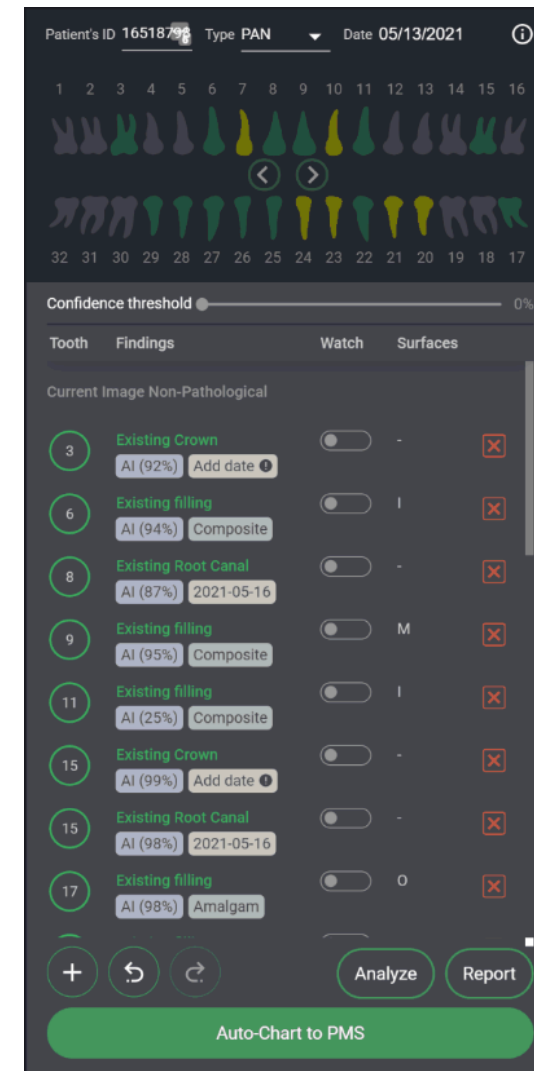 Patient's ID Type PAN Date 05/13/2021
1 2 3 4 5 6 7 8 9 10 11 12 13 14 15 16
32 31 30 29 28 27 26 25 24 23 22 21 20 19 18 17
Confidence threshold 0%
Tooth Findings Watch Surfaces
Current Image Non-Pathological
3 Existing Crown -
AI (92%) Add date
6 Existing filling I
AI (94%) Composite
8 Existing Root Canal -
AI (87%) 2021-05-16
9 Existing filling M
AI (95%) Composite
11 Existing filling I
AI (25%) Composite
15 Existing Crown -
AI (99%) Add date
15 Existing Root Canal -
AI (98%) 2021-05-16
17 Existing filling O
AI (98%) Amalgam
Analyze Report
Auto-Chart to PMS